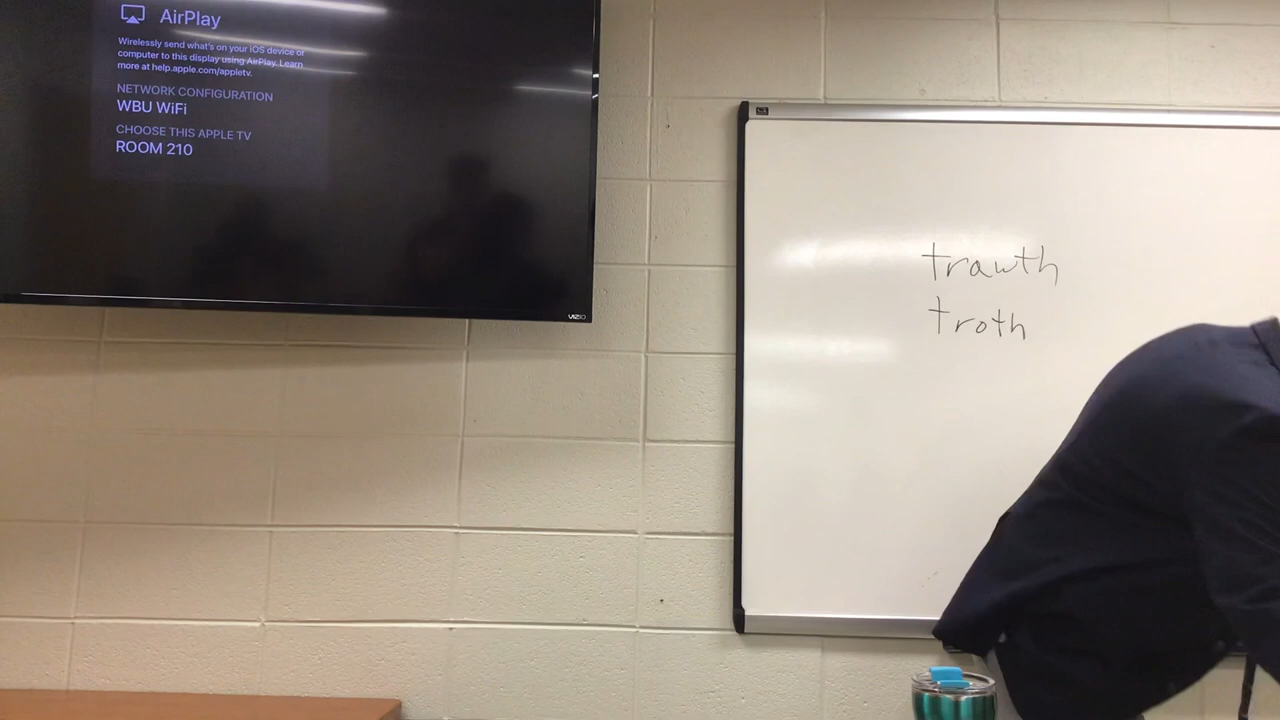 AirPlay
Wirelessly send what's on your iOS device or
computer to this display using AirPlay. Learn
more at help.apple.com/appletv.
NETWORK CONFIGURATION
WBU WiFi
CHOOSE THIS APPLE TV
ROOM 210
VIZIO
trawth
troth